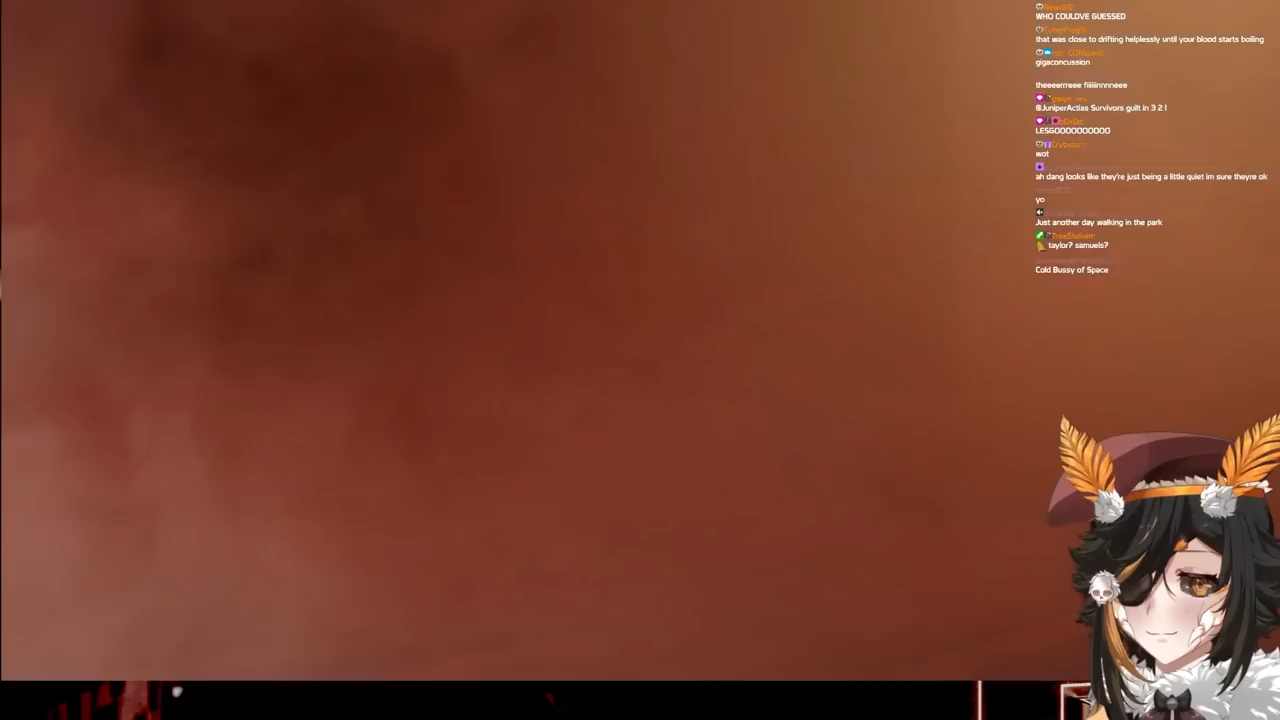 WHO COULDVE GUESSED
that was close to drifting helplessly until your blood starts boiling
gigaconcussion
theeeerrreee fiiiiinnnneee
@JuniperActias Survivors guilt in 3 2 1
LESGOOOOOOOOOO
wot
ah dang looks like they're just being a little quiet im sure theyre ok
yo
Just another day walking in the park
TreeStalker:
taylor? samuels?
Cold Bussy of Space